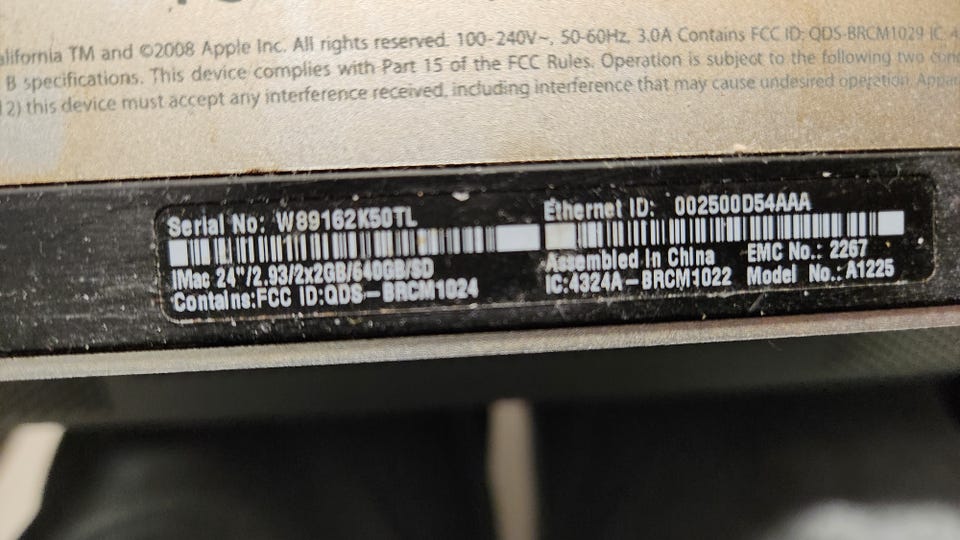 alifornia TM and ©2008 Apple Inc. All rights reserved. 100-240V~, 50-60Hz, 3.0A Contains FCC ID: QDS-BRCM1029 IC: 4
B specifications. This device complies with Part 15 of the FCC Rules. Operation is subject to the following two con
2) this device must accept any interference received, including interference that may cause undesired operation. Appa
Serial No: W89162K50TL
iMac 24"/2.93/2x2GB/640GB/SD
Contains:FCC ID:QDS-BRCM1024
Ethernet ID: 002500D54AAA
Assembled In China EMC No.: 2267
IC:4324A-BRCM1022 Model No.:A1225